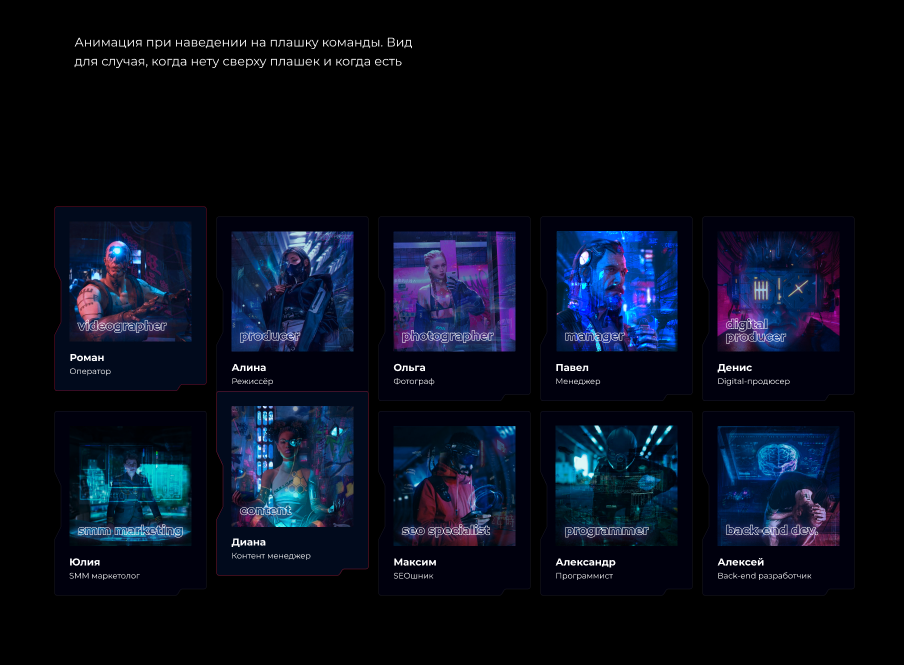 Анимация при наведении на плашку команды. Вид
для случая, когда нету сверху плашек и когда есть
videographer
Роман
Оператор
producer
Алина
Режиссёр
photographer
Ольга
Фотограф
manager
Павел
Менеджер
digital
producer
Денис
Digital-продюсер
smm marketing
Юлия
SMM маркетолог
content
Диана
Контент менеджер
seo specialist
Максим
SEOшник
programmer
Александр
Программист
back-end dev.
Алексей
Back-end разработчик